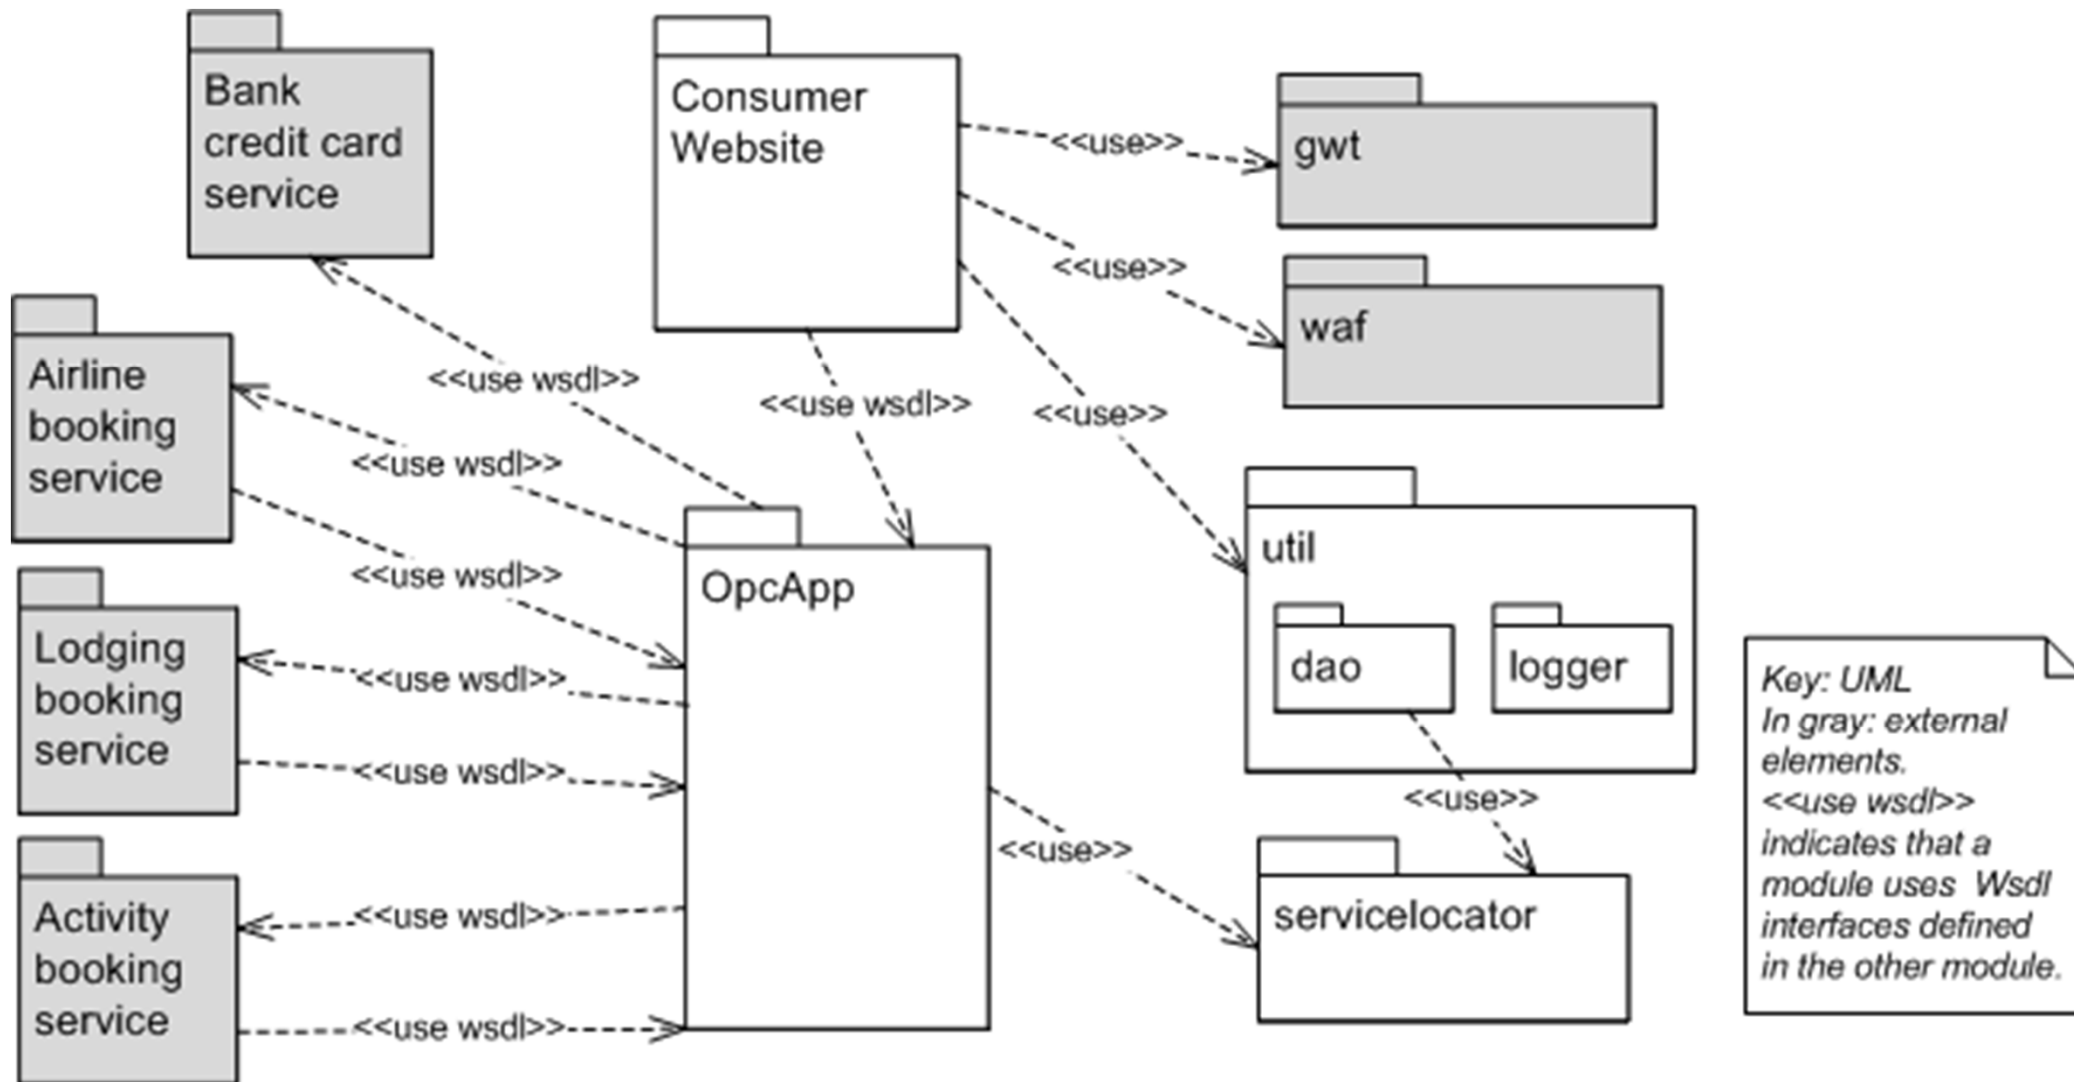 Bank
credit card
service
Consumer
Website
<<use>>
gwt
<<use>>
waf
Airline
booking
service
<<use wsdl>>
<<use wsdl>>
<<use>>
<<use wsdl>>
<<use wsdl>>
OpcApp
util
dao
logger
Lodging
booking
service
<<use wsdl>>
<<use wsdl>>
<<use>>
<<use>>
servicelocator
Activity
booking
service
<<use wsdl>>
<<use wsdl>>
Key: UML
In gray: external
elements.
<<use wsdl>>
indicates that a
module uses Wsdl
interfaces defined
in the other module.